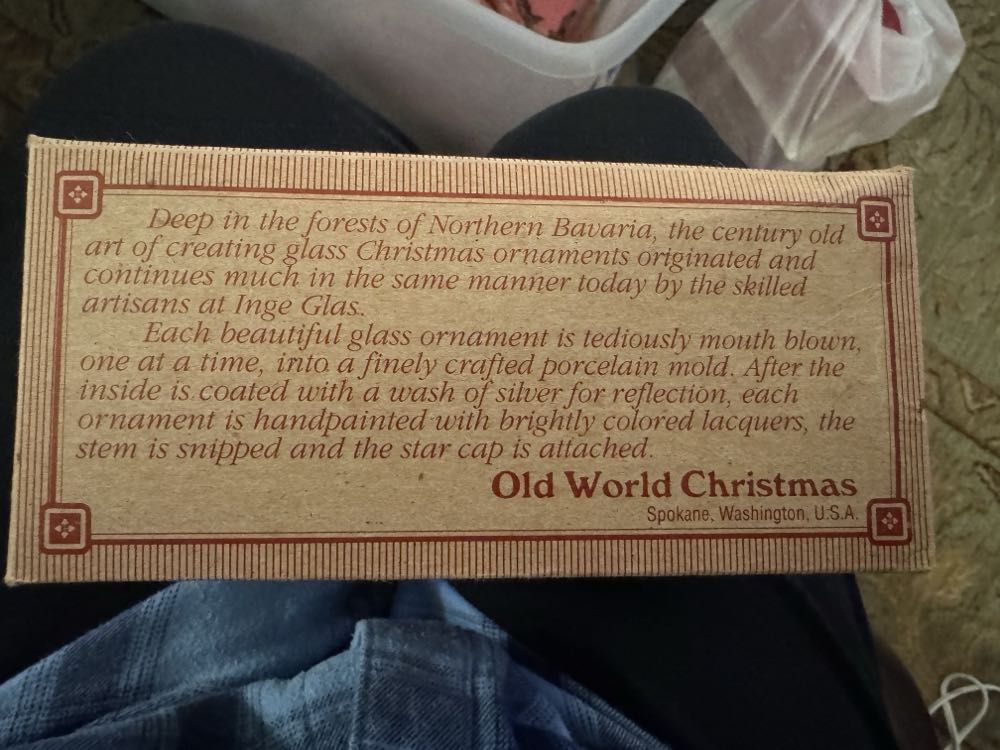 Deep in the forests of Northern Bavaria, the century old
art of creating glass Christmas ornaments originated and
continues much in the same manner today by the skilled
artisans at Inge Glas.
Each beautiful glass ornament is tediously mouth blown,
one at a time, into a finely crafted porcelain mold. After the
inside is coated with a wash of silver for reflection, each
ornament is handpainted with brightly colored lacquers, the
stem is snipped and the star cap is attached.
Old World Christmas
Spokane, Washington, U.S.A.